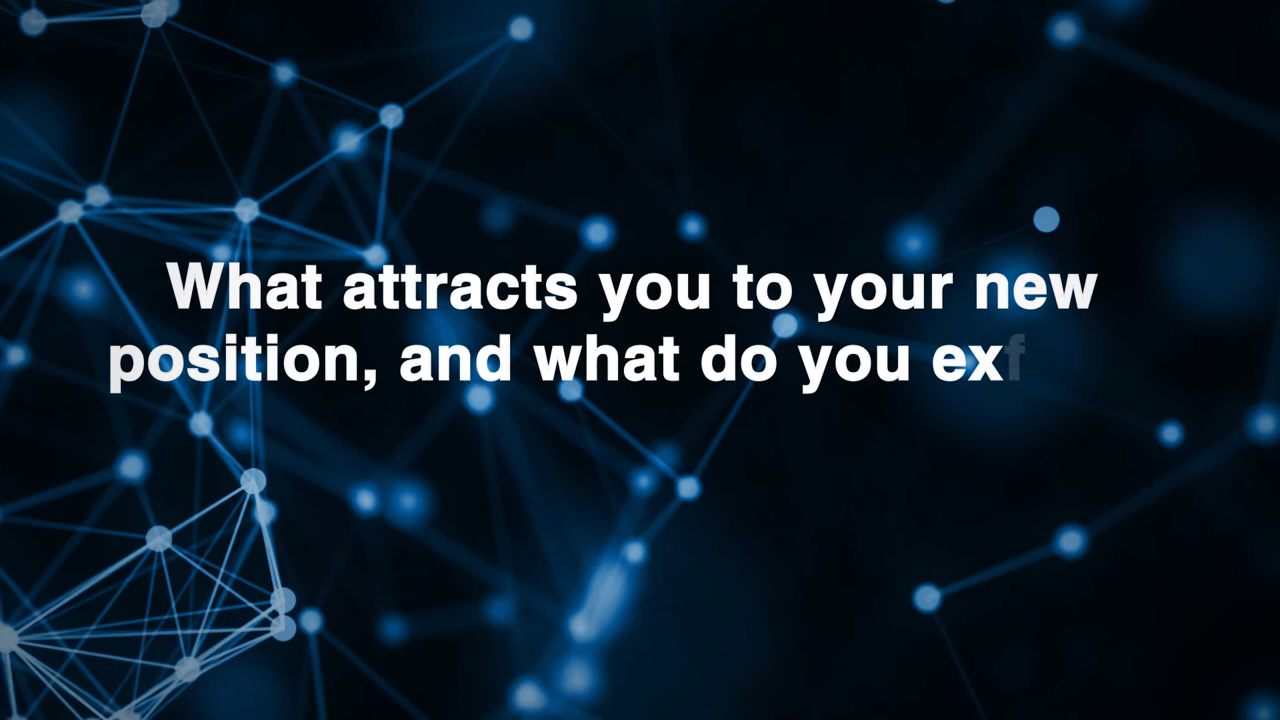 What attracts you to your new
position, and what do you ex